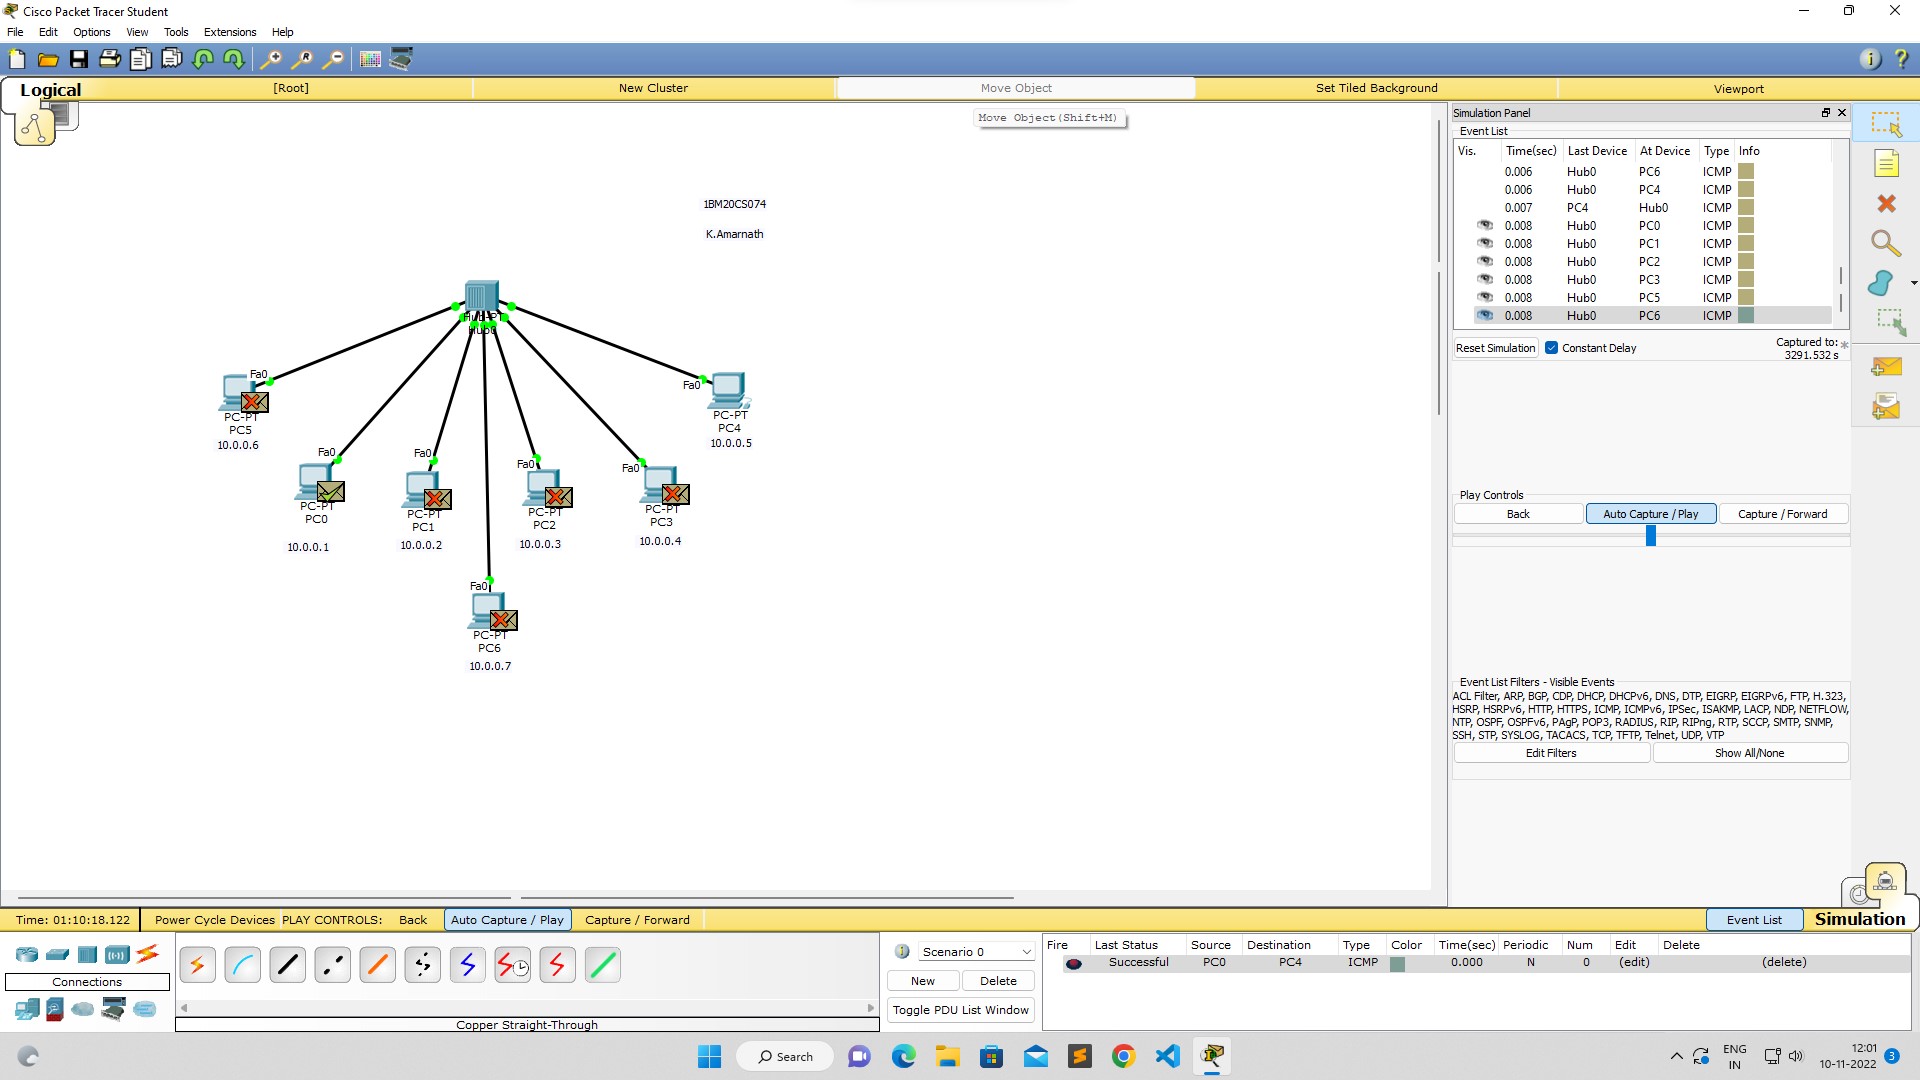 Cisco Packet Tracer Student
File Edit Options View Tools Extensions Help
Logical [Root] New Cluster Move Object Set Tiled Background Viewport
Move Object(Shift+M)
1BM20CS074
K.Amarnath
Hub-PT
Hub0
Fa0
PC-PT
PC5
10.0.0.6
Fa0
PC-PT
PC4
10.0.0.5
Fa0
PC-PT
PC0
10.0.0.1
Fa0
PC-PT
PC1
10.0.0.2
Fa0
PC-PT
PC2
10.0.0.3
Fa0
PC-PT
PC3
10.0.0.4
Fa0
PC-PT
PC6
10.0.0.7
Simulation Panel
Event List
Vis. Time(sec) Last Device At Device Type Info
0.006 Hub0 PC6 ICMP
0.006 Hub0 PC4 ICMP
0.007 PC4 Hub0 ICMP
0.008 Hub0 PC0 ICMP
0.008 Hub0 PC1 ICMP
0.008 Hub0 PC2 ICMP
0.008 Hub0 PC3 ICMP
0.008 Hub0 PC5 ICMP
0.008 Hub0 PC6 ICMP
Reset Simulation Constant Delay Captured to: *
3291.532 s
Play Controls
Back Auto Capture / Play Capture / Forward
Event List Filters - Visible Events
ACL Filter, ARP, BGP, CDP, DHCP, DHCPv6, DNS, DTP, EIGRP, EIGRPv6, FTP, H.323,
HSRP, HSRPv6, HTTP, HTTPS, ICMP, ICMPv6, IPSec, ISAKMP, LACP, NDP, NETFLOW,
NTP, OSPF, OSPFv6, PAgP, POP3, RADIUS, RIP, RIPng, RTP, SCCP, SMTP, SNMP,
SSH, STP, SYSLOG, TACACS, TCP, TFTP, Telnet, UDP, VTP
Edit Filters Show All/None
Time: 01:10:18.122 Power Cycle Devices PLAY CONTROLS: Back Auto Capture / Play Capture / Forward Event List Simulation
Connections
Copper Straight-Through
Scenario 0
New Delete
Toggle PDU List Window
Fire Last Status Source Destination Type Color Time(sec) Periodic Num Edit Delete
Successful PC0 PC4 ICMP 0.000 N 0 (edit) (delete)
Search
ENG
IN
12:01
10-11-2022
3